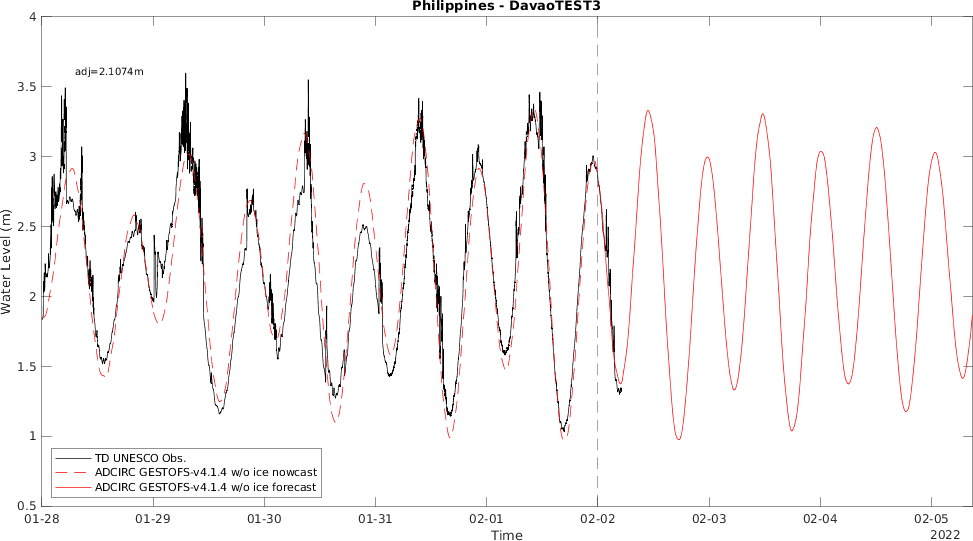 Philippines - DavaoTEST3
adj=2.1074m
4
3.5
3
2.5
2
1.5
1
0.5
Water Level (m)
TD UNESCO Obs.
ADCIRC GESTOFS-v4.1.4 w/o ice nowcast
ADCIRC GESTOFS-v4.1.4 w/o ice forecast
01-28 01-29 01-30 01-31 02-01 02-02 02-03 02-04 02-05
Time
2022